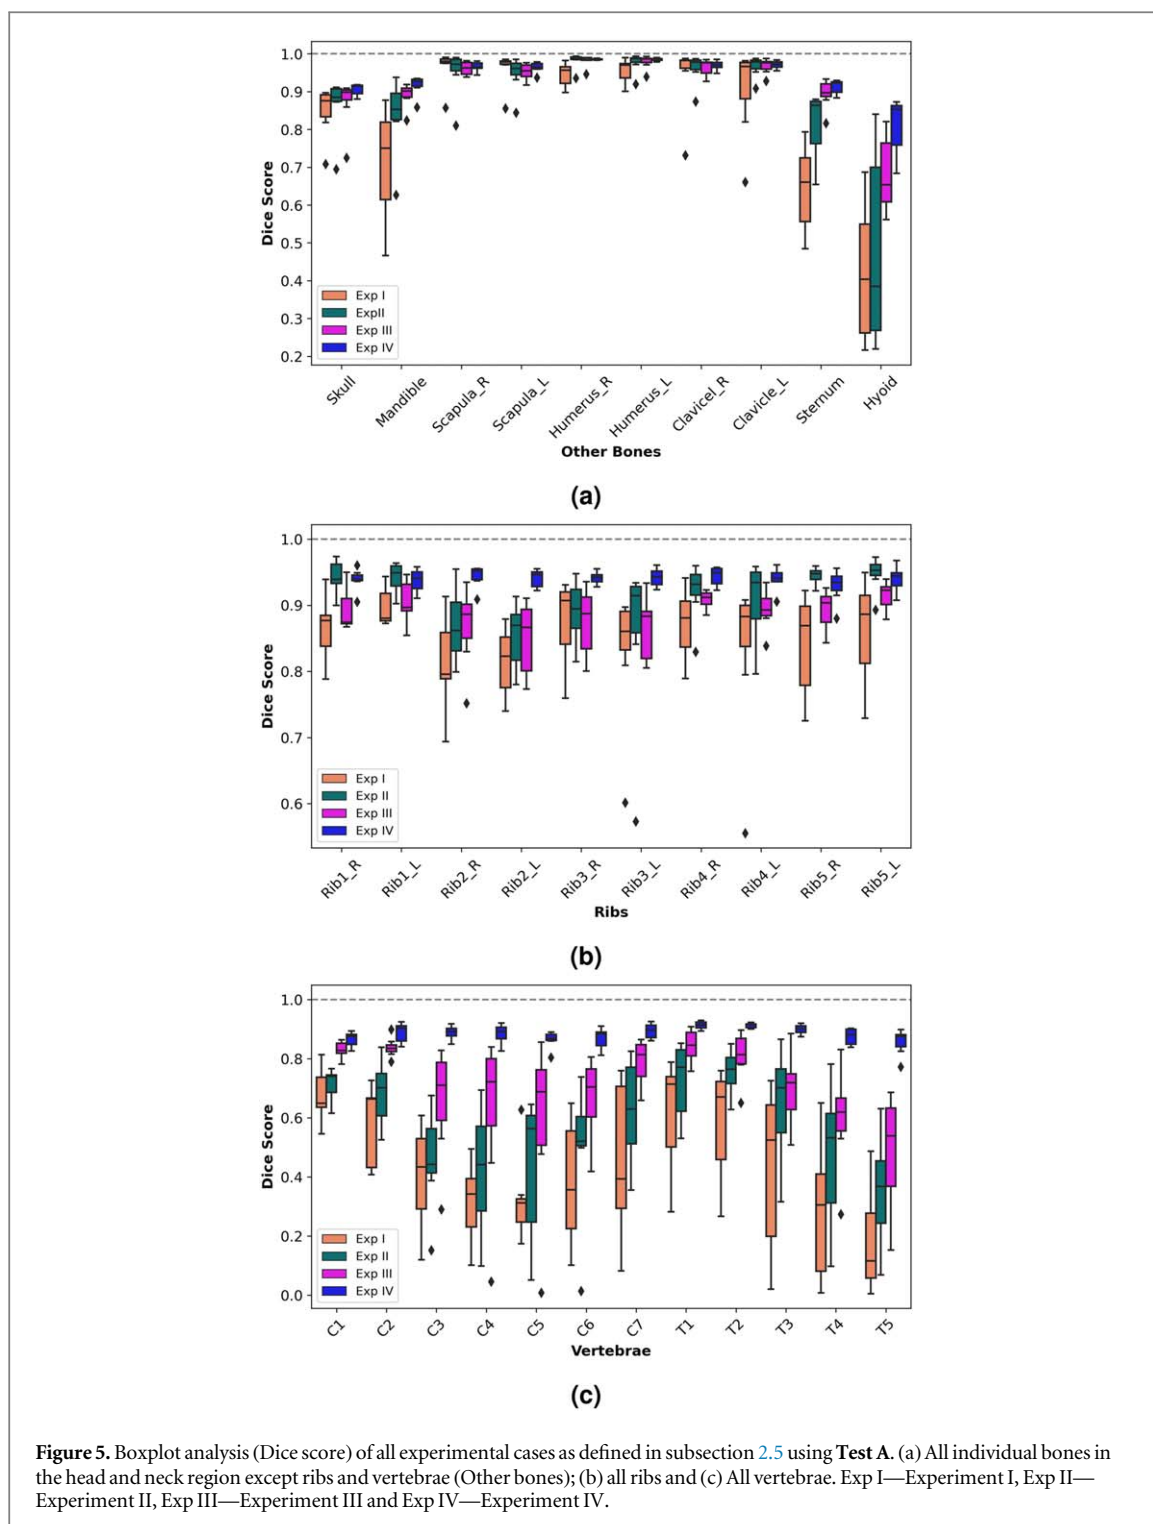 1.0
0.9
0.8
0.7
0.6
0.5
0.4
0.3
0.2
Dice Score
Exp I
ExpII
Exp III
Exp IV
Skull
Mandible
Scapula_R
Scapula_L
Humerus_R
Humerus_L
Clavicel_R
Clavicle_L
Sternum
Hyoid
Other Bones
(a)
1.0
0.9
0.8
0.7
0.6
Dice Score
Exp I
Exp II
Exp III
Exp IV
Rib1_R
Rib1_L
Rib2_R
Rib2_L
Rib3_R
Rib3_L
Rib4_R
Rib4_L
Rib5_R
Rib5_L
Ribs
(b)
1.0
0.8
0.6
0.4
0.2
0.0
Dice Score
Exp I
Exp II
Exp III
Exp IV
C1
C2
C3
C4
C5
C6
C7
T1
T2
T3
T4
T5
Vertebrae
(c)
Figure 5. Boxplot analysis (Dice score) of all experimental cases as defined in subsection 2.5 using Test A. (a) All individual bones in
the head and neck region except ribs and vertebrae (Other bones); (b) all ribs and (c) All vertebrae. Exp I—Experiment I, Exp II—
Experiment II, Exp III—Experiment III and Exp IV—Experiment IV.